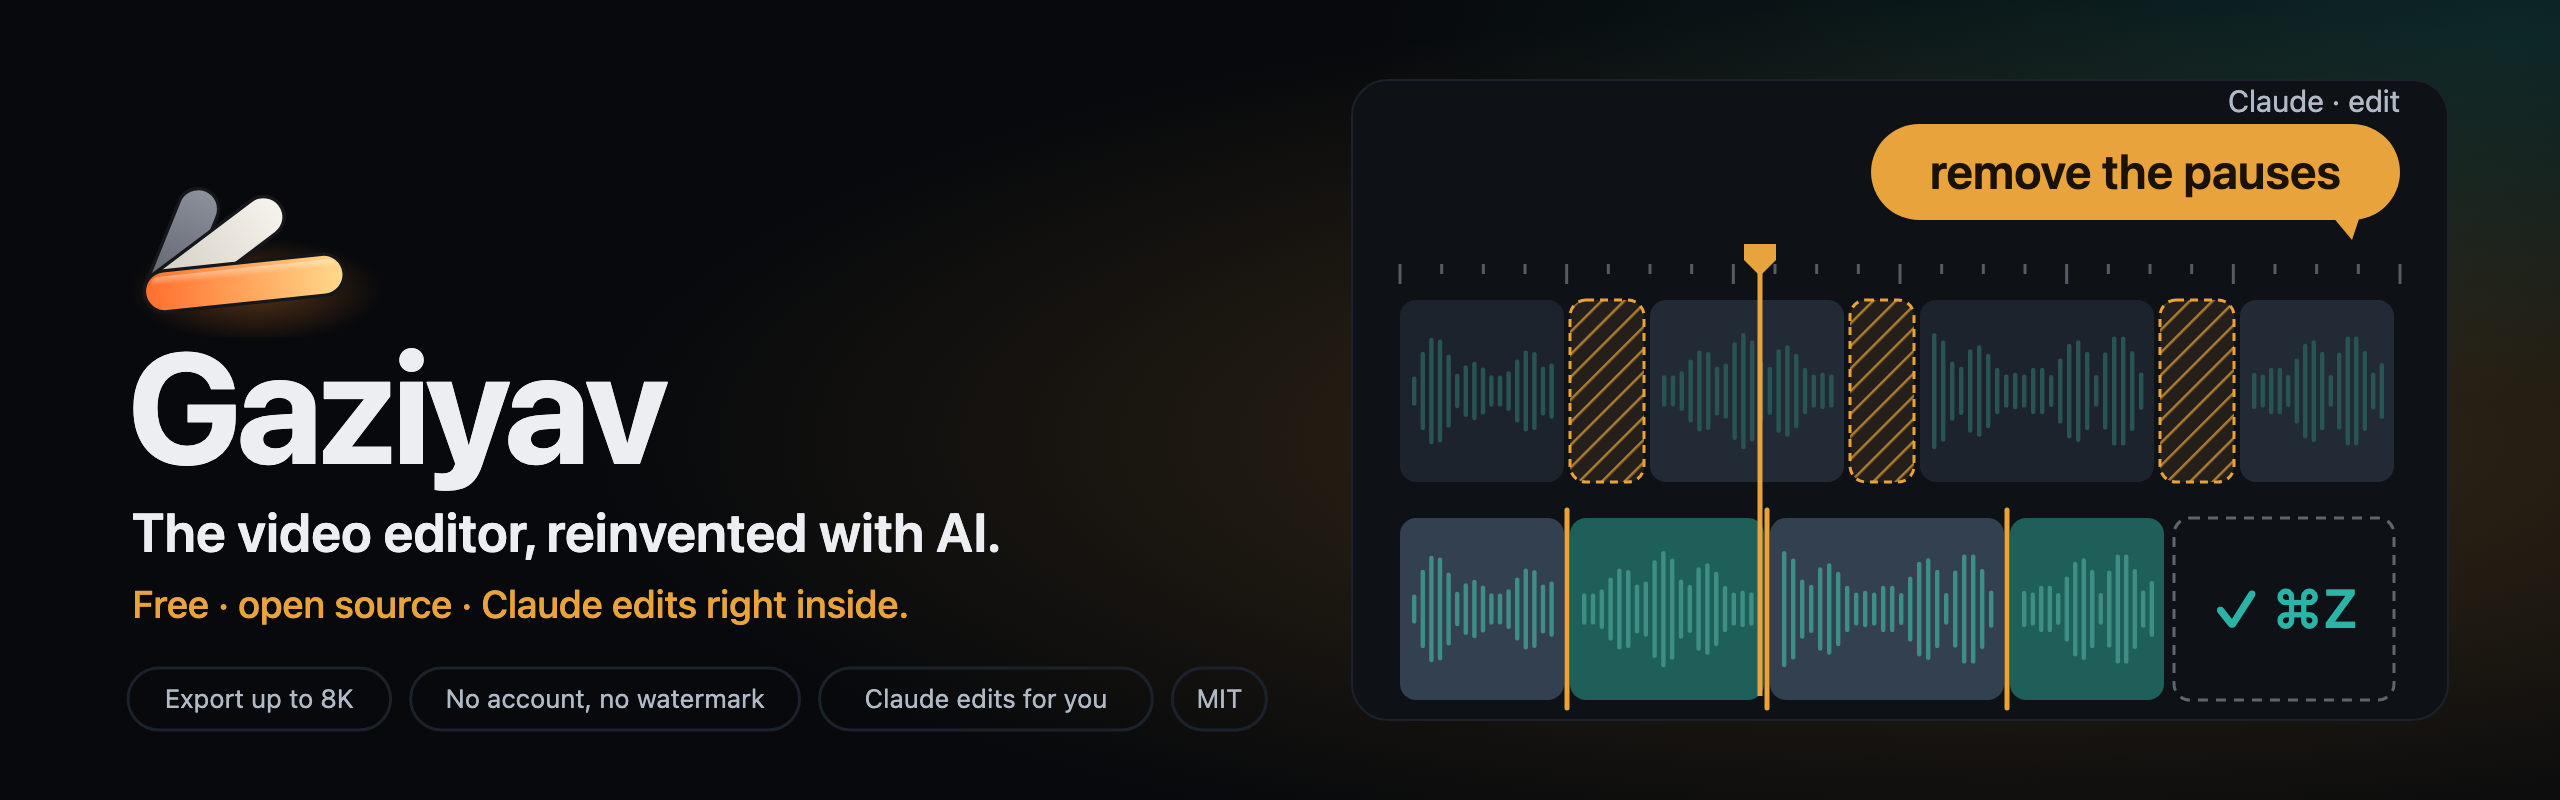 Gaziyav
The video editor, reinvented with AI.
Free · open source · Claude edits right inside.
Export up to 8K
No account, no watermark
Claude edits for you
MIT
Claude · edit
remove the pauses
✓ ⌘Z